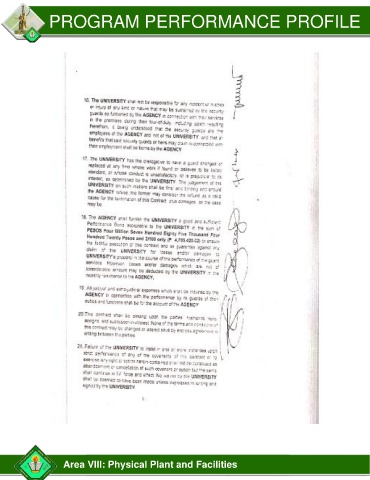 PROGRAM PERFORMANCE PROFILE
16. The UNIVERSITY shall not be responsible for any accident or mishap
or injury of any kind or nature that may be sustained by the security
guards as furnished by the AGENCY in connection with their services
in the premises during their tour-of-duty, including death resulting
therefrom, it being understood that the security guards are the
employees of the AGENCY and not of the UNIVERSITY and that all
benefits that said security guards or heirs may claim in connection with
their employment shall be borne by the AGENCY
17. The UNIVERSITY has the prerogative to have a guard changed or
replaced at any time whose work if found or believed to be below
standard, or whose conduct is unsatisfactory, or is prejudicial to its
interest, as determined by the UNIVERSITY. The judgement of the
UNIVERSITY on such matters shall be final and binding and should
the AGENCY refuse, the former may consider the refusal as a valid
cause for the termination of this Contract plus damages, as the case
may be
18. The AGENCY shall furnish the UNIVERSITY a good and sufficient
Performance Bond acceptable to the UNIVERSITY in the sum of
PESOS Four Million Seven Hundred Eighty Five Thousand Four
Hundred Twenty Pesos and 2/100 only (P 4,785,420.02) to ensure
the faithful execution of this contract and as guarantee against any
claim of the UNIVERSITY for losses and/or damages to
UNIVERSITY's property in the course of the performance of the guard
services. However, losses and/or damages which are not of
considerable amount may be deducted by the UNIVERSITY in the
monthly remittance to the AGENCY.
19. All judicial and extra-judicial expenses which shall be incurred by the
AGENCY in connection with the performance by its guards of their
duties and functions shall be for the account of the AGENCY
20. This contract shall be binding upon the parties
assigns and successors-in-interest. None of the terms and conditions of
this contract may be changed or altered save by and through agreement in
writing between the parties
21. Failure of the UNIVERSITY to insist in one or more instances upon
strict performance of any of the covenants of this contract or to
exercise any right or option herein contained shall not be construed as
abandonment or cancellation of such covenant or option but the same
shall continue in full force and effect. No waiver by the UNIVERSITY
shall be deemed to have been made unless expressed in writing and
signed by the UNIVERSITY
Area VIII: Physical Plant and Facilities